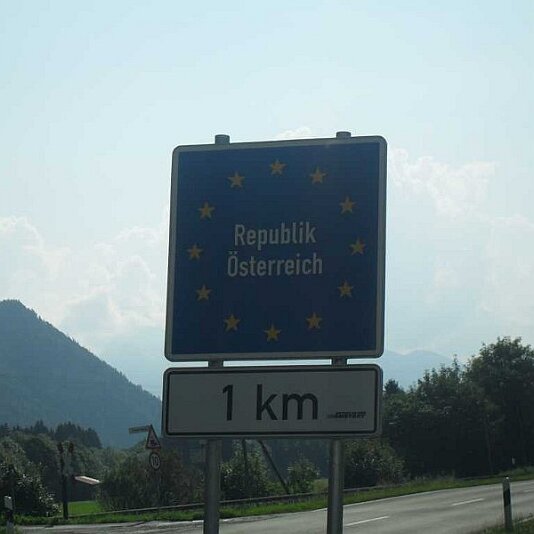 Republik
Österreich
1 km